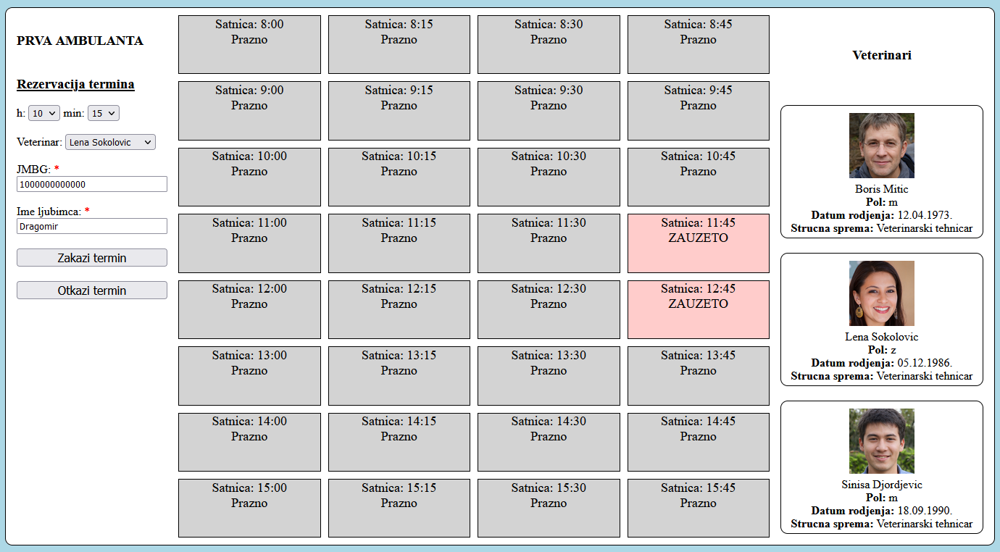 PRVA AMBULANTA
Rezervacija termina
h: 10 min: 15
Veterinar: Lena Sokolovic
JMBG: *
1000000000000
Ime ljubimca: *
Dragomir
Zakazi termin
Otkazi termin
Satnica: 8:00
Prazno
Satnica: 8:15
Prazno
Satnica: 8:30
Prazno
Satnica: 8:45
Prazno
Satnica: 9:00
Prazno
Satnica: 9:15
Prazno
Satnica: 9:30
Prazno
Satnica: 9:45
Prazno
Satnica: 10:00
Prazno
Satnica: 10:15
Prazno
Satnica: 10:30
Prazno
Satnica: 10:45
Prazno
Satnica: 11:00
Prazno
Satnica: 11:15
Prazno
Satnica: 11:30
Prazno
Satnica: 11:45
ZAUZETO
Satnica: 12:00
Prazno
Satnica: 12:15
Prazno
Satnica: 12:30
Prazno
Satnica: 12:45
ZAUZETO
Satnica: 13:00
Prazno
Satnica: 13:15
Prazno
Satnica: 13:30
Prazno
Satnica: 13:45
Prazno
Satnica: 14:00
Prazno
Satnica: 14:15
Prazno
Satnica: 14:30
Prazno
Satnica: 14:45
Prazno
Satnica: 15:00
Prazno
Satnica: 15:15
Prazno
Satnica: 15:30
Prazno
Satnica: 15:45
Prazno
Veterinari
Boris Mitic
Pol: m
Datum rodjenja: 12.04.1973.
Strucna sprema: Veterinarski tehnicar
Lena Sokolovic
Pol: z
Datum rodjenja: 05.12.1986.
Strucna sprema: Veterinarski tehnicar
Sinisa Djordjevic
Pol: m
Datum rodjenja: 18.09.1990.
Strucna sprema: Veterinarski tehnicar